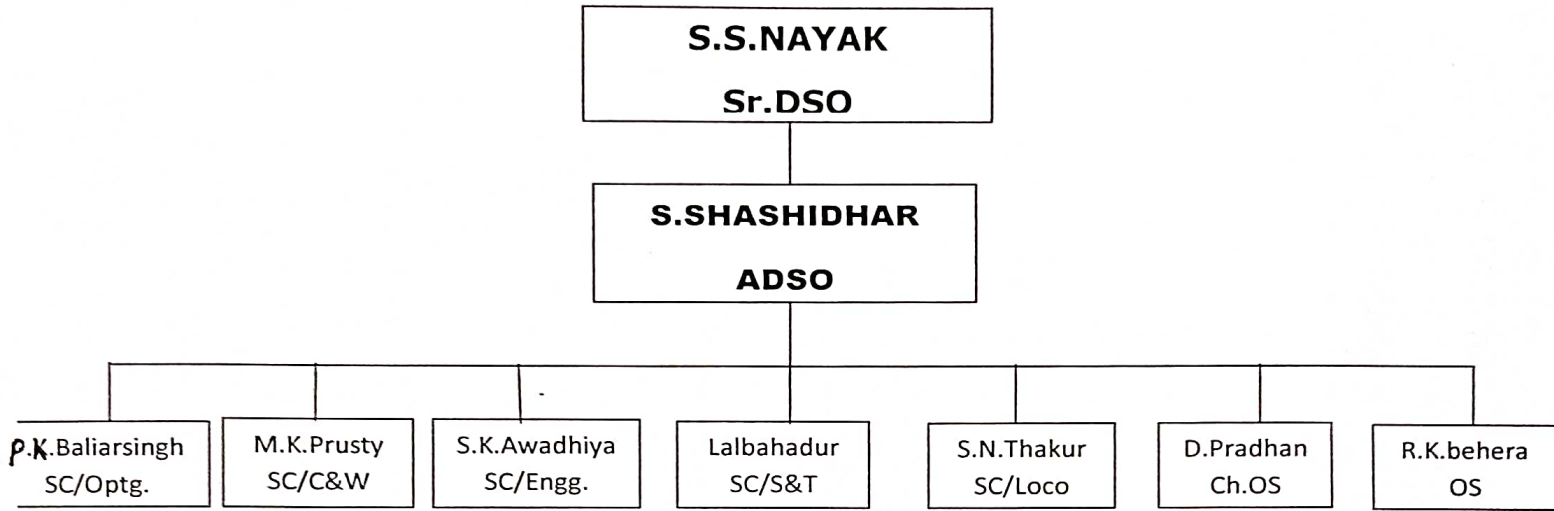 S.S.NAYAK
Sr.DSO
S.SHASHIDHAR
ADSO
P.K.Baliarsingh
SC/Optg.
M.K.Prusty
SC/C&W
S.K.Awadhiya
SC/Engg.
Lalbahadur
SC/S&T
S.N.Thakur
SC/Loco
D.Pradhan
Ch.OS
R.K.behera
OS